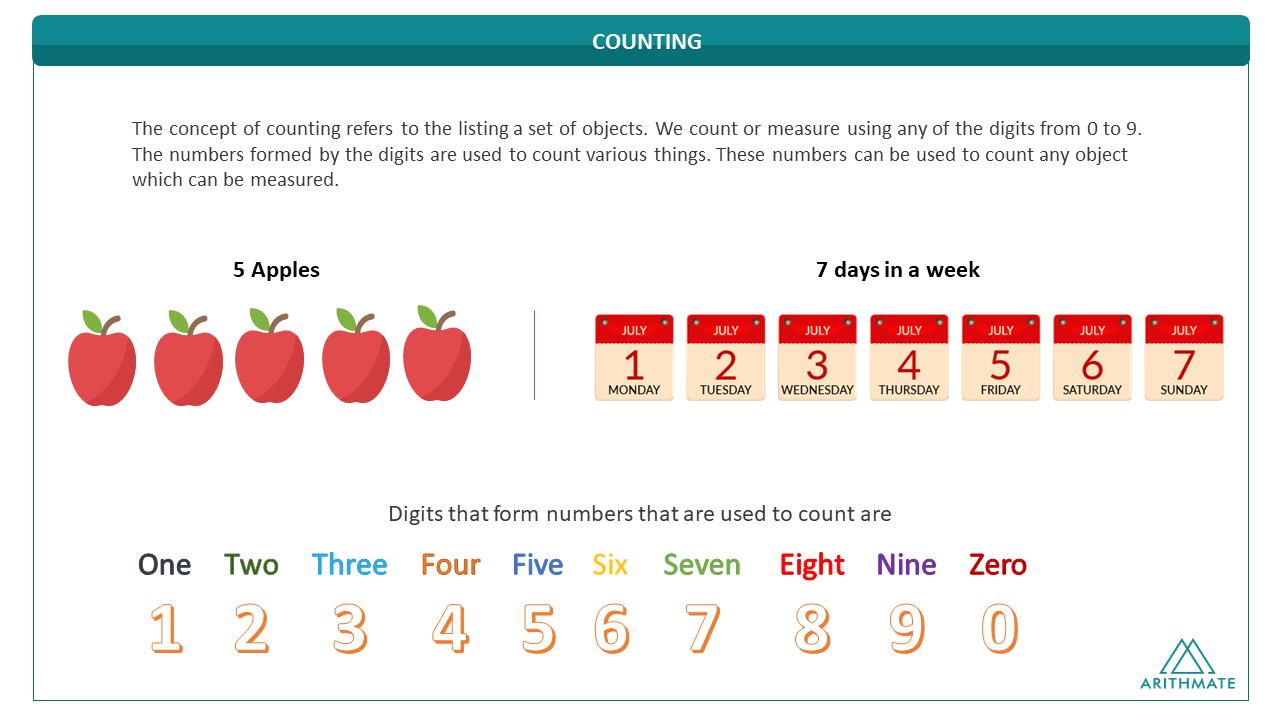 COUNTING
The concept of counting refers to the listing a set of objects. We count or measure using any of the digits from 0 to 9.
The numbers formed by the digits are used to count various things. These numbers can be used to count any object
which can be measured.
5 Apples
7 days in a week
JULY JULY JULY JULY JULY JULY JULY
1 2 3 4 5 6 7
MONDAY TUESDAY WEDNESDAY THURSDAY FRIDAY SATURDAY SUNDAY
Digits that form numbers that are used to count are
One Two Three Four Five Six Seven Eight Nine Zero
1 2 3 4 5 6 7 8 9 0
ARITHMATE